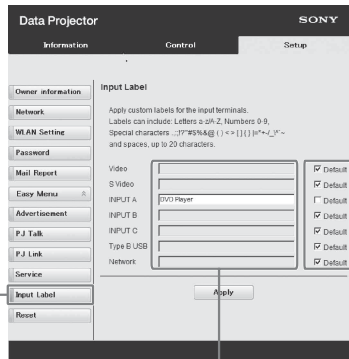 Data Projector
SONY
Information
Control
Setup
Owner information
Network
WLAN Setting
Password
Mail Report
Easy Menu
Advertisement
PJ Talk
PJ Link
Service
Input Label
Reset
Input Label
Apply custom labels for the input terminals.
Labels can include: Letters a-z/A-Z, Numbers 0-9,
and spaces, up to 20 characters.
Video
Default
S Video
Default
INPUT A
DVD Player
Default
INPUT B
Default
INPUT C
Default
Type B USB
Default
Network
Default
Apply